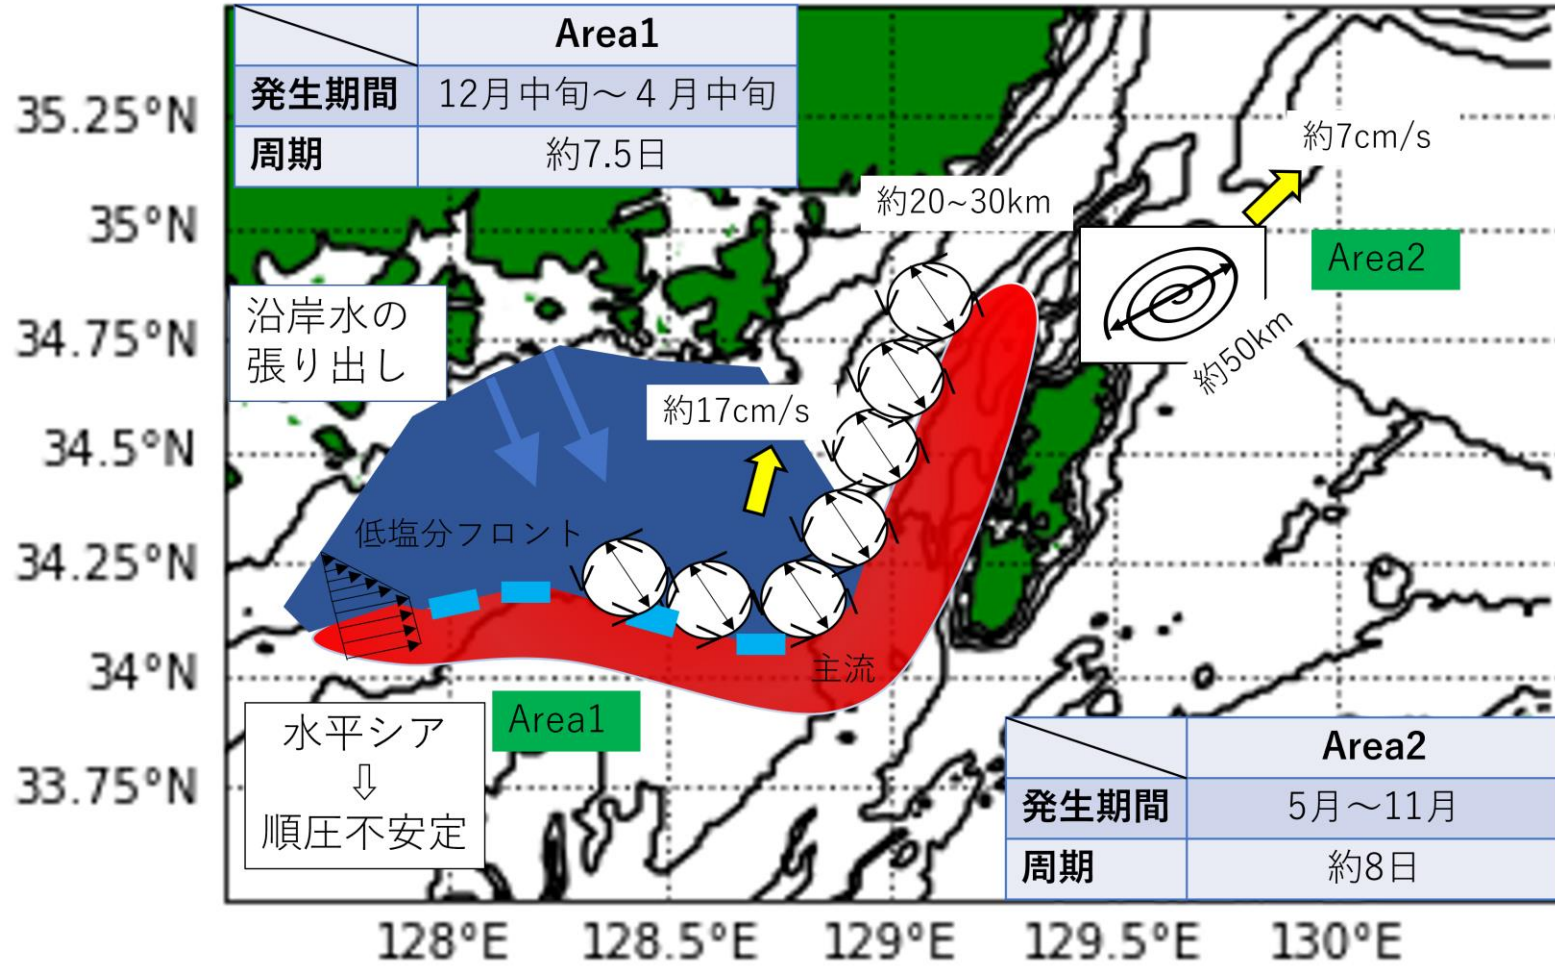 Area1
発生期間 12月中旬～４月中旬
周期 約7.5日
35.25°N
35°N
34.75°N
34.5°N
34.25°N
34°N
33.75°N
約7cm/s
約20~30km
Area2
沿岸水の
張り出し
約50km
約17cm/s
低塩分フロント
主流
Area1
水平シア
⇩
順圧不安定
Area2
発生期間 5月～11月
周期 約8日
128°E 128.5°E 129°E 129.5°E 130°E